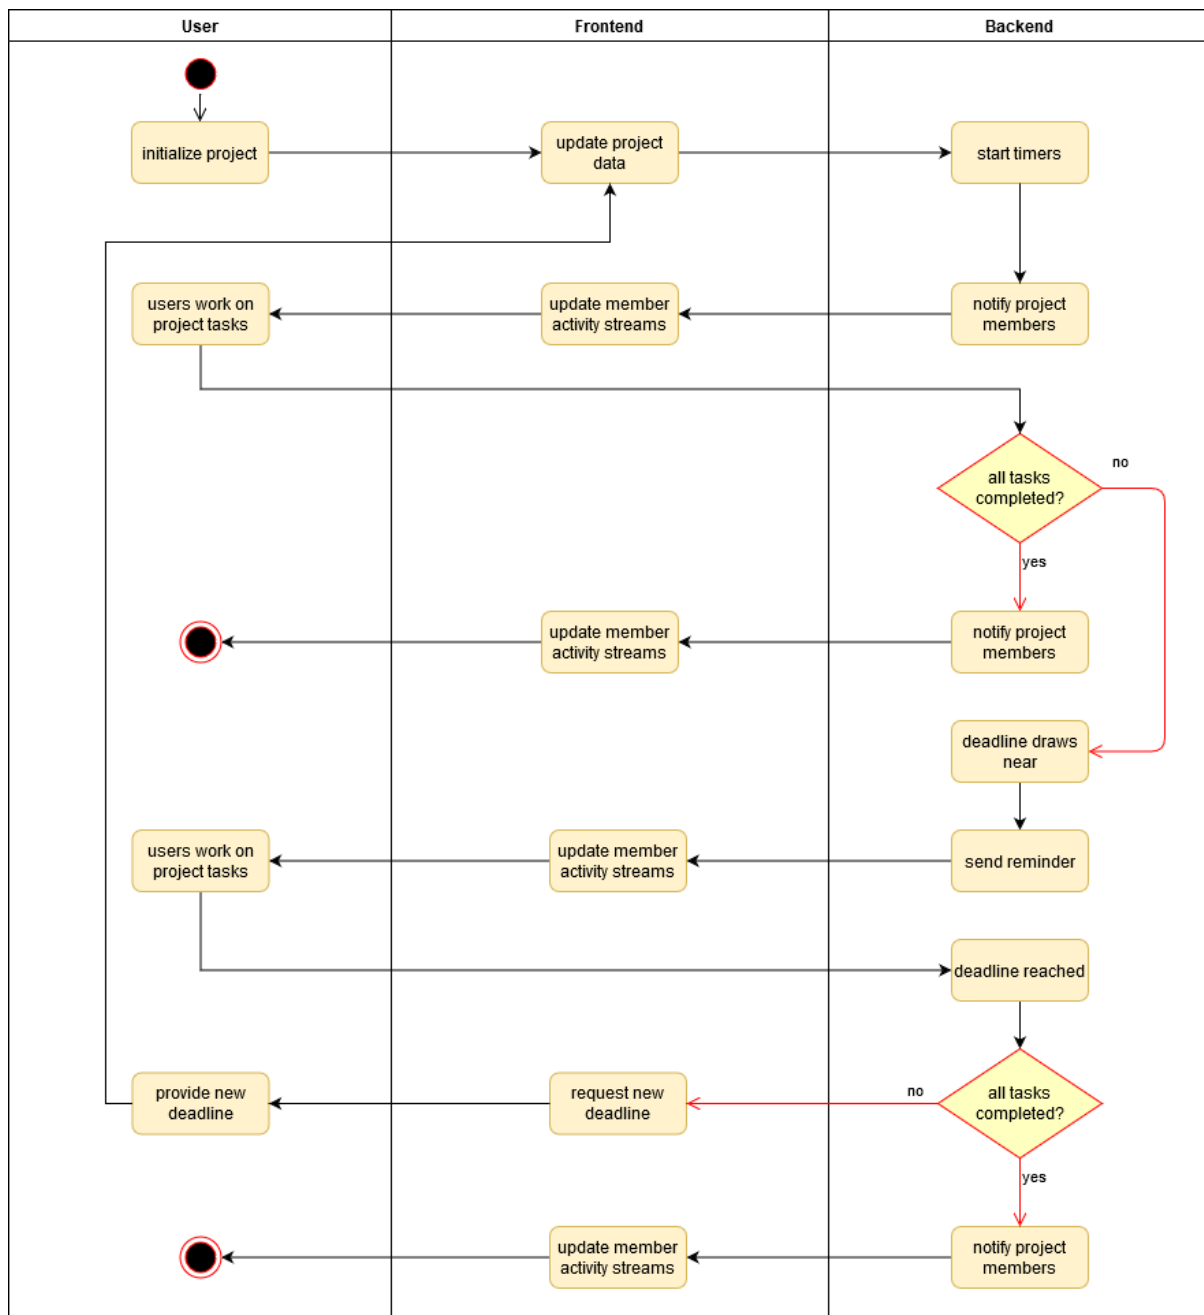 User
Frontend
Backend
initialize project
update project
data
start timers
users work on
project tasks
update member
activity streams
notify project
members
all tasks
completed?
no
yes
update member
activity streams
notify project
members
deadline draws
near
users work on
project tasks
update member
activity streams
send reminder
deadline reached
provide new
deadline
request new
deadline
no
all tasks
completed?
yes
update member
activity streams
notify project
members